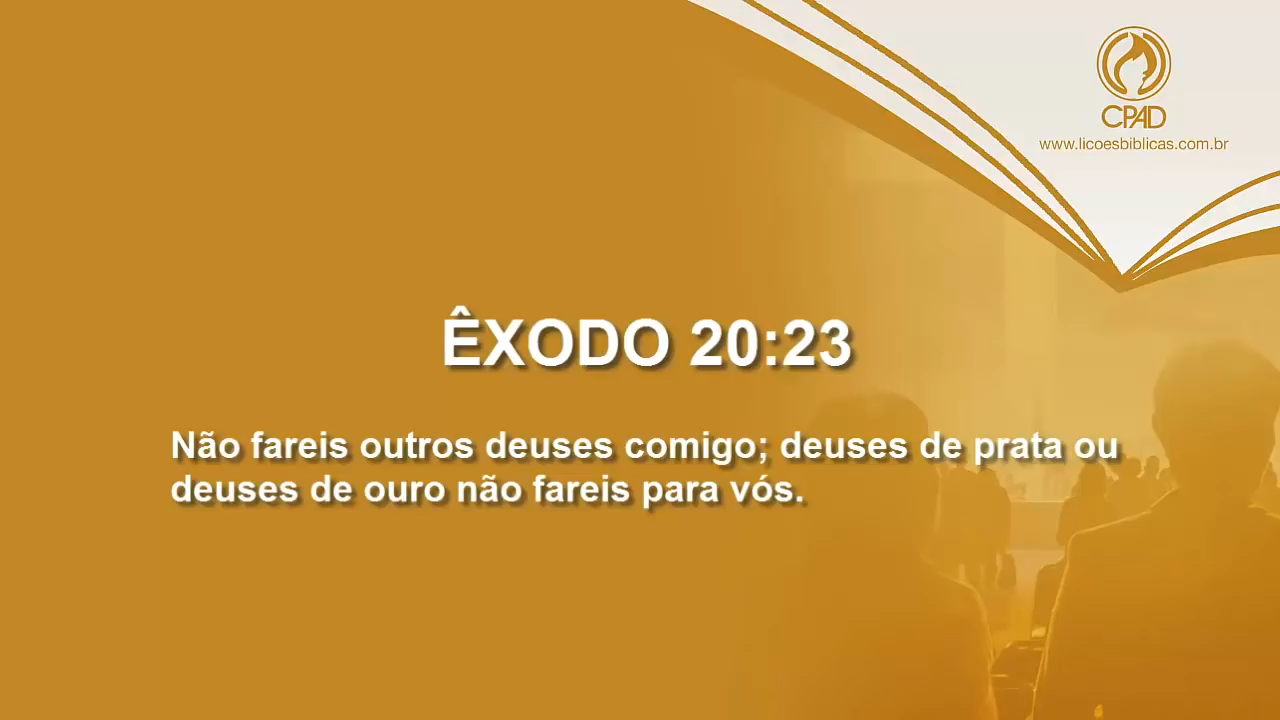 CPAD
www.licoesbiblicas.com.br
ÊXODO 20:23
Não fareis outros deuses comigo; deuses de prata ou
deuses de ouro não fareis para vós.